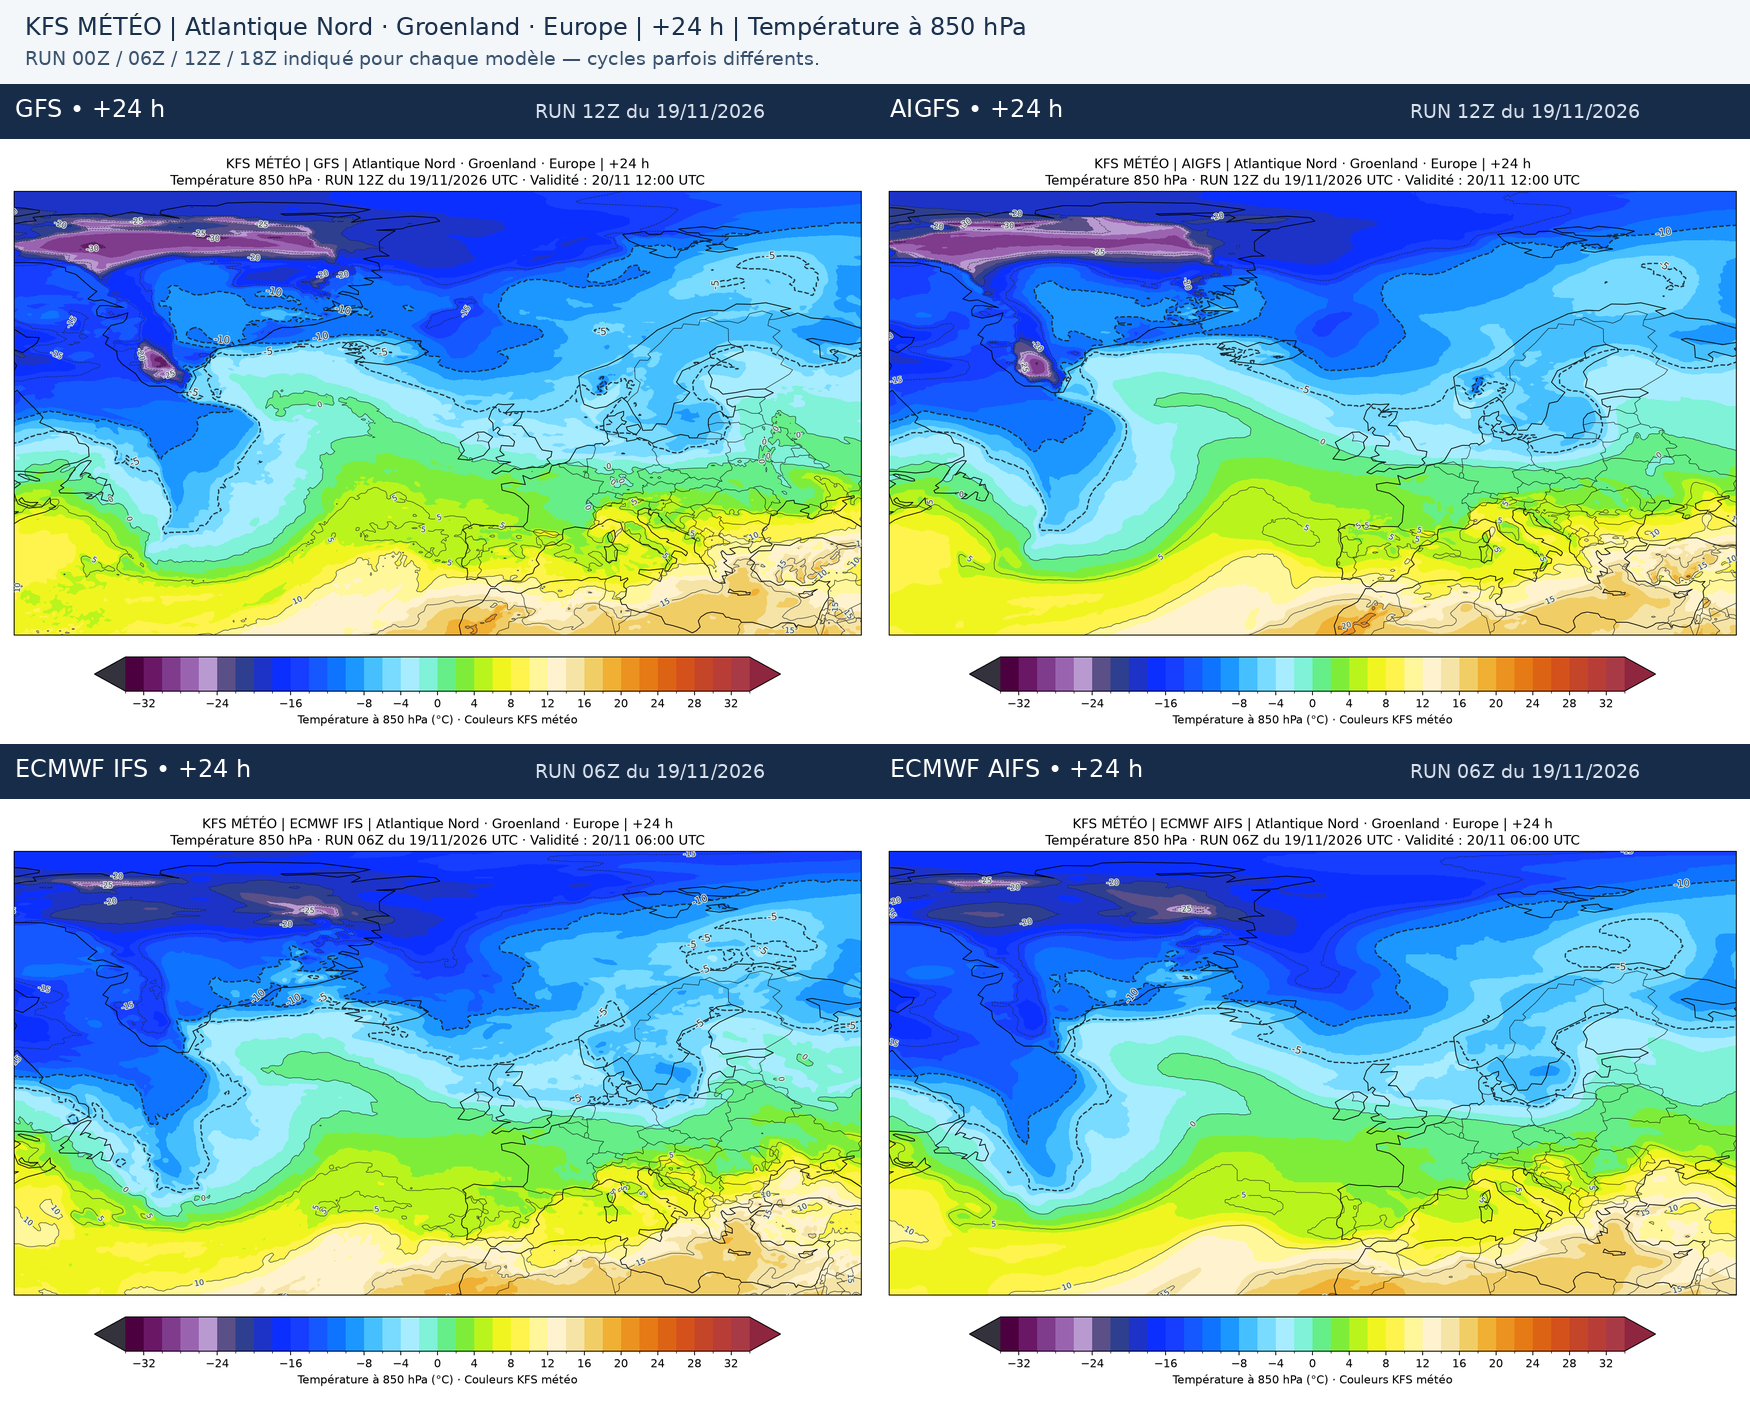 KFS MÉTÉO | Atlantique Nord · Groenland · Europe | +24 h | Température à 850 hPa
RUN 00Z / 06Z / 12Z / 18Z indiqué pour chaque modèle — cycles parfois différents.
GFS • +24 h
RUN 12Z du 19/11/2026
AIGFS • +24 h
RUN 12Z du 19/11/2026
KFS MÉTÉO | GFS | Atlantique Nord · Groenland · Europe | +24 h
Température 850 hPa · RUN 12Z du 19/11/2026 UTC · Validité : 20/11 12:00 UTC
KFS MÉTÉO | AIGFS | Atlantique Nord · Groenland · Europe | +24 h
Température 850 hPa · RUN 12Z du 19/11/2026 UTC · Validité : 20/11 12:00 UTC
−32 −24 −16 −8 −4 0 4 8 12 16 20 24 28 32
Température à 850 hPa (°C) · Couleurs KFS météo
−32 −24 −16 −8 −4 0 4 8 12 16 20 24 28 32
Température à 850 hPa (°C) · Couleurs KFS météo
ECMWF IFS • +24 h
RUN 06Z du 19/11/2026
ECMWF AIFS • +24 h
RUN 06Z du 19/11/2026
KFS MÉTÉO | ECMWF IFS | Atlantique Nord · Groenland · Europe | +24 h
Température 850 hPa · RUN 06Z du 19/11/2026 UTC · Validité : 20/11 06:00 UTC
KFS MÉTÉO | ECMWF AIFS | Atlantique Nord · Groenland · Europe | +24 h
Température 850 hPa · RUN 06Z du 19/11/2026 UTC · Validité : 20/11 06:00 UTC
−32 −24 −16 −8 −4 0 4 8 12 16 20 24 28 32
Température à 850 hPa (°C) · Couleurs KFS météo
−32 −24 −16 −8 −4 0 4 8 12 16 20 24 28 32
Température à 850 hPa (°C) · Couleurs KFS météo